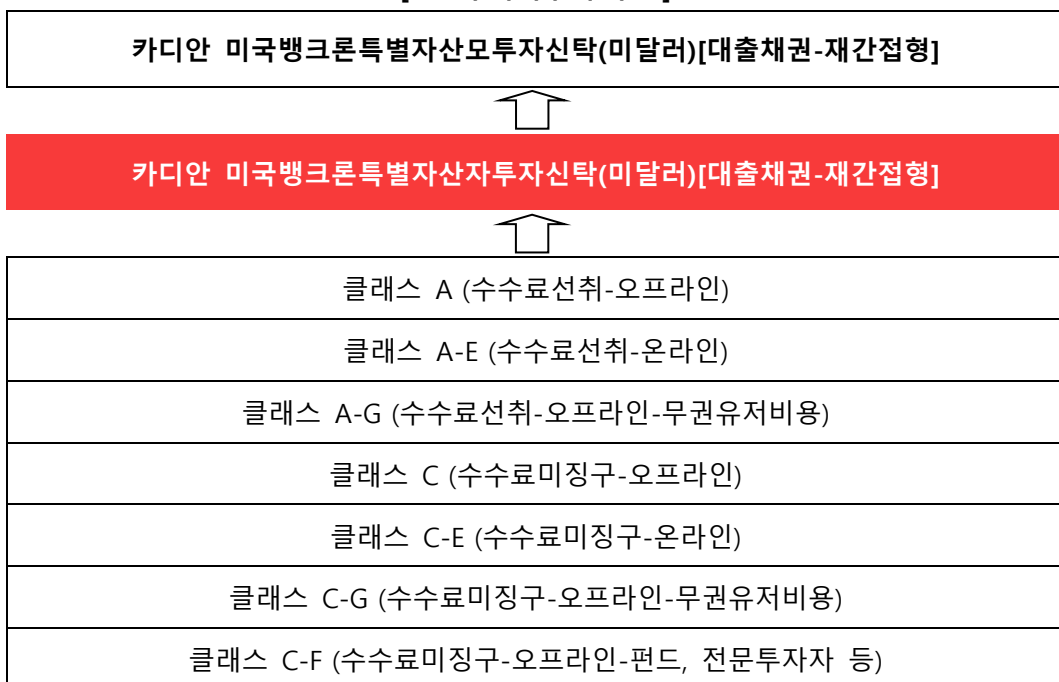 카디안 미국뱅크론특별자산모투자신탁(미달러)[대출채권-재간접형]
카디안 미국뱅크론특별자산자투자신탁(미달러)[대출채권-재간접형]
클래스 A (수수료선취-오프라인)
클래스 A-E (수수료선취-온라인)
클래스 A-G (수수료선취-오프라인-무권유저비용)
클래스 C (수수료미징구-오프라인)
클래스 C-E (수수료미징구-온라인)
클래스 C-G (수수료미징구-오프라인-무권유저비용)
클래스 C-F (수수료미징구-오프라인-펀드, 전문투자자 등)